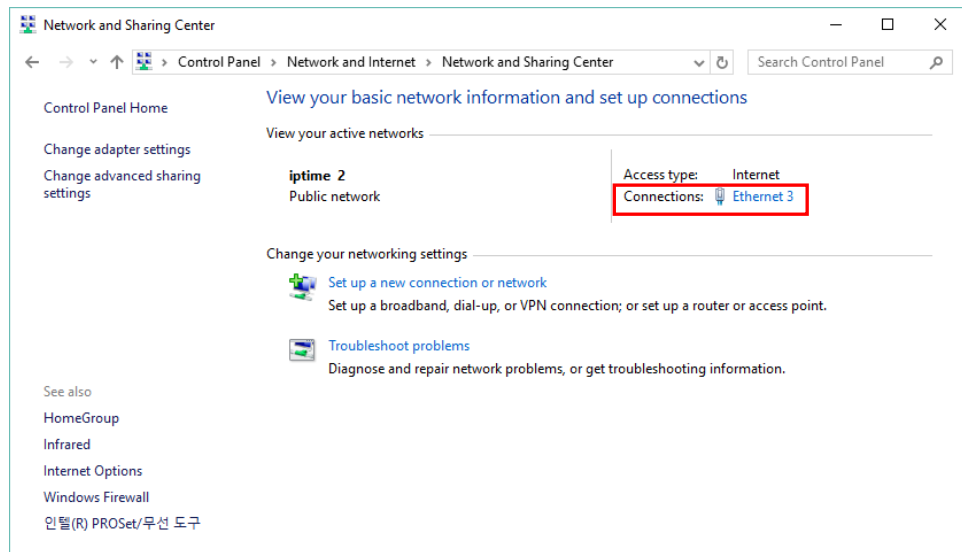 Network and Sharing Center
Control Panel > Network and Internet > Network and Sharing Center
Search Control Panel
Control Panel Home
Change adapter settings
Change advanced sharing
settings
View your basic network information and set up connections
View your active networks
iptime 2
Public network
Access type: Internet
Connections: Ethernet 3
Change your networking settings
Set up a new connection or network
Set up a broadband, dial-up, or VPN connection; or set up a router or access point.
Troubleshoot problems
Diagnose and repair network problems, or get troubleshooting information.
See also
HomeGroup
Infrared
Internet Options
Windows Firewall
인텔(R) PROSet/무선 도구